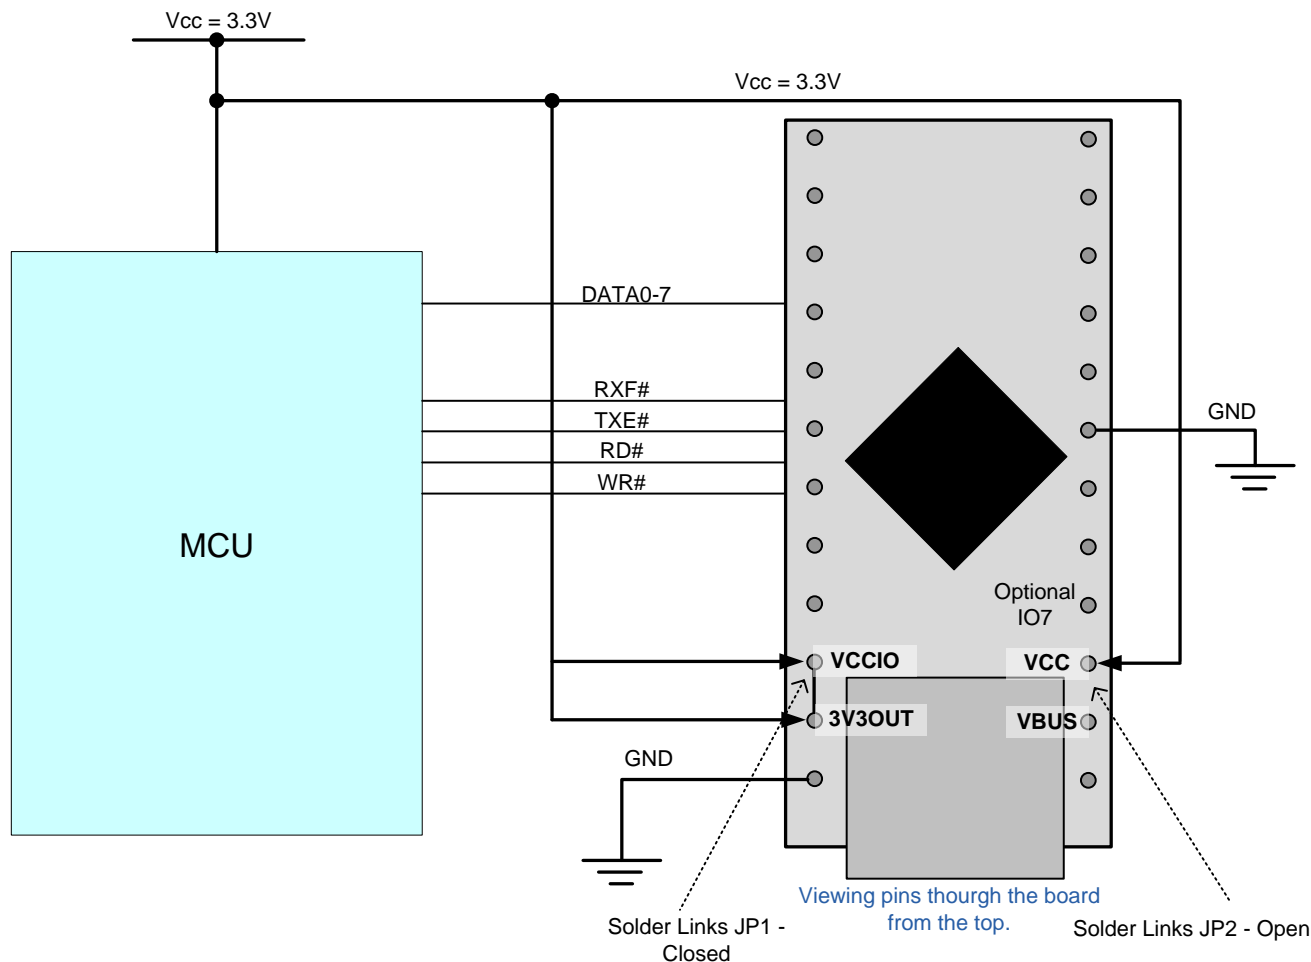 Vcc = 3.3V
Vcc = 3.3V
DATA0-7
RXF#
TXE#
RD#
WR#
GND
MCU
Optional
IO7
VCCIO
VCC
3V3OUT
VBUS
GND
Viewing pins thourgh the board
from the top.
Solder Links JP1 -
Closed
Solder Links JP2 - Open